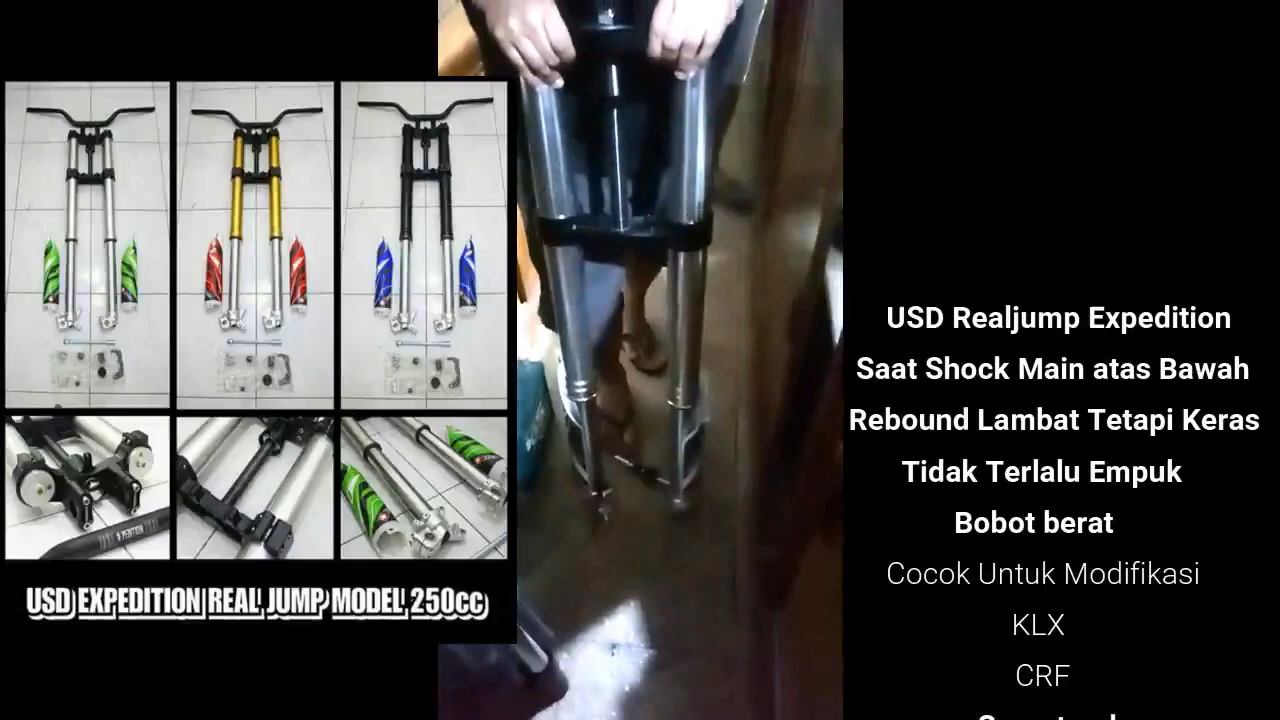 USD EXPEDITION REAL JUMP MODEL 250cc
USD Realjump Expedition
Saat Shock Main atas Bawah
Rebound Lambat Tetapi Keras
Tidak Terlalu Empuk
Bobot berat
Cocok Untuk Modifikasi
KLX
CRF